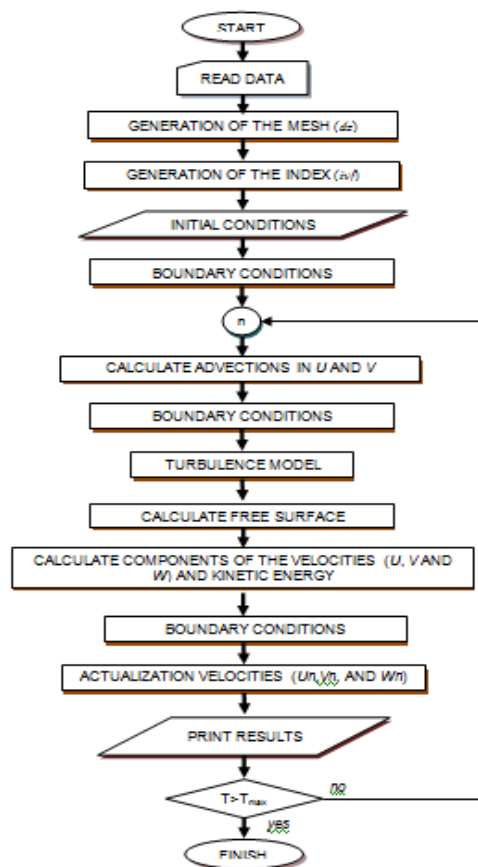 START
READ DATA
GENERATION OF THE MESH (dz)
GENERATION OF THE INDEX (ivf)
INITIAL CONDITIONS
BOUNDARY CONDITIONS
n
CALCULATE ADVECTIONS IN U AND V
BOUNDARY CONDITIONS
TURBULENCE MODEL
CALCULATE FREE SURFACE
CALCULATE COMPONENTS OF THE VELOCITIES (U, V AND
W) AND KINETIC ENERGY
BOUNDARY CONDITIONS
ACTUALIZATION VELOCITIES (Un,Vn, AND Wn)
PRINT RESULTS
T>Tmax
no
yes
FINISH